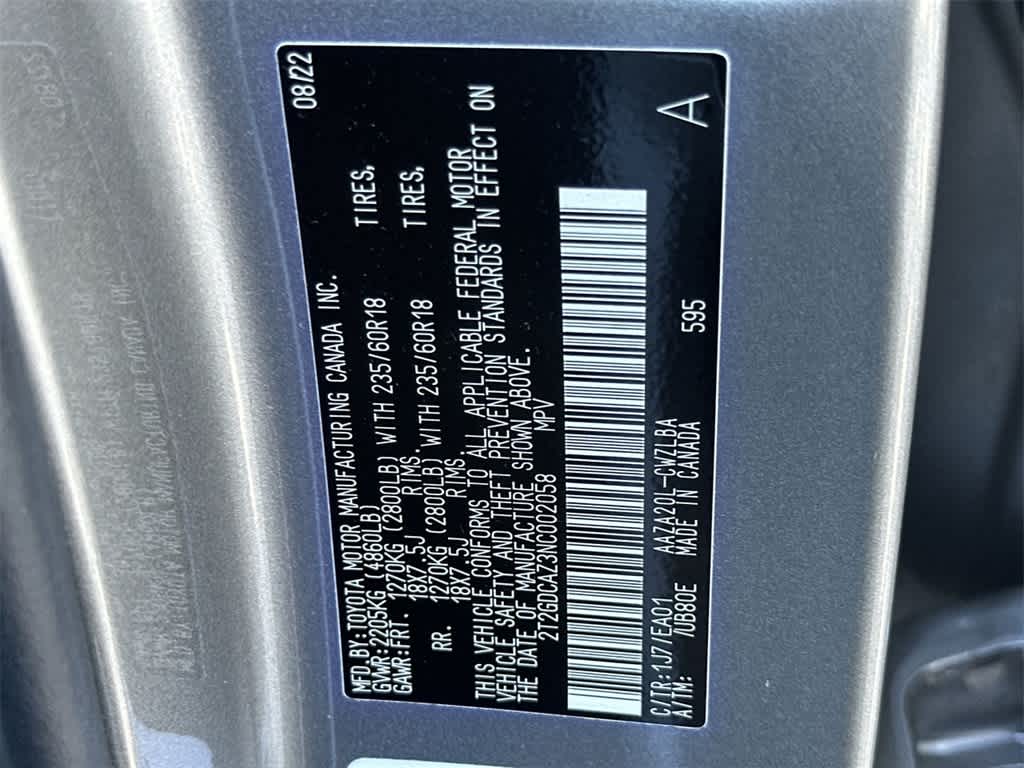 MFD.BY:TOYOTA MOTOR MANUFACTURING CANADA INC. 08/22
GVWR:2205KG (4860LB)
GAWR:FRT. 1270KG (2800LB) WITH 235/60R18 TIRES,
18X7.5J RIMS.
RR. 1270KG (2800LB) WITH 235/60R18 TIRES,
18X7.5J RIMS.
THIS VEHICLE CONFORMS TO ALL APPLICABLE FEDERAL MOTOR
VEHICLE SAFETY AND THEFT PREVENTION STANDARDS IN EFFECT ON
THE DATE OF MANUFACTURE SHOWN ABOVE.
2T2GDCAZ3NC002058 MPV
C/TR:1J7/EA01 AAZA20L-CWZLBA
A/TM: /UB80E MADE IN CANADA 595 A